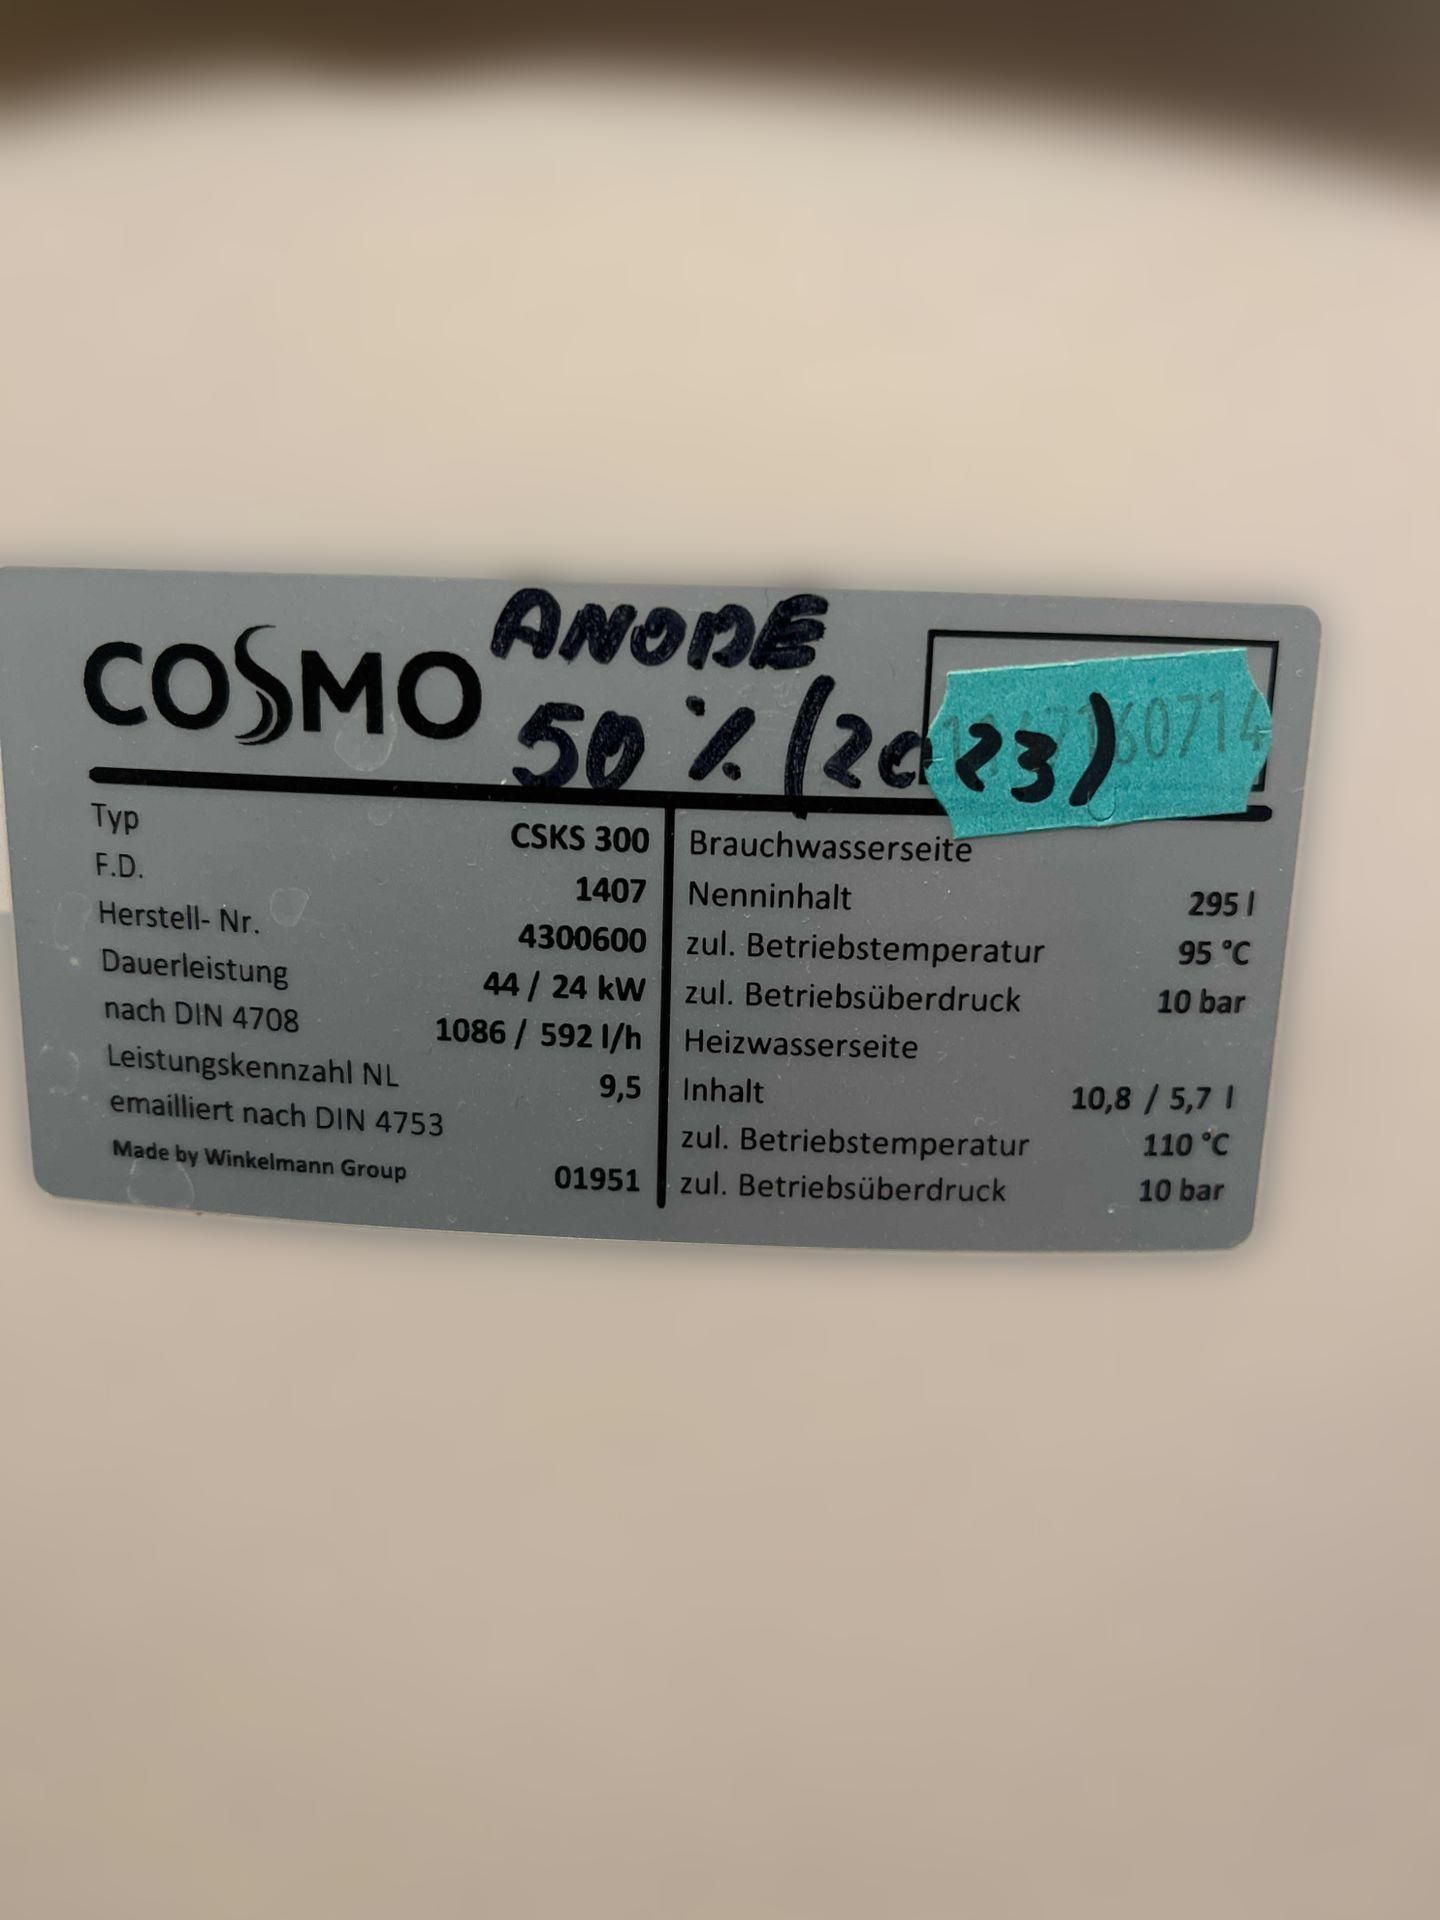 COSMO
ANODE
50 % (2023)
60714
Typ CSKS 300
F.D. 1407
Herstell- Nr. 4300600
Dauerleistung 44 / 24 kW
nach DIN 4708 1086 / 592 l/h
Leistungskennzahl NL 9,5
emailliert nach DIN 4753
Made by Winkelmann Group 01951
Brauchwasserseite
Nenninhalt 295 l
zul. Betriebstemperatur 95 °C
zul. Betriebsüberdruck 10 bar
Heizwasserseite
Inhalt 10,8 / 5,7 l
zul. Betriebstemperatur 110 °C
zul. Betriebsüberdruck 10 bar